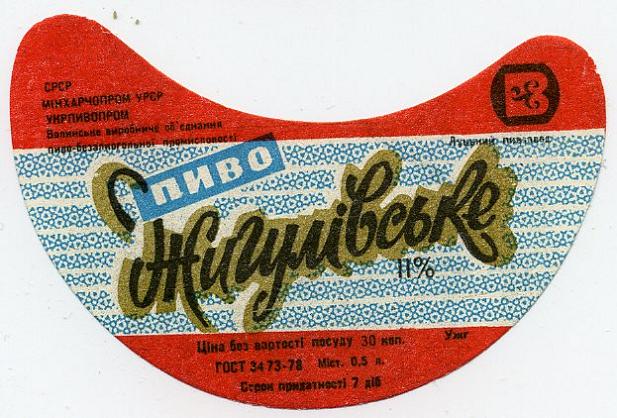 СРСР
МІНХАРЧОПРОМ УРСР
УКРПИВОПРОМ
Волинське виробниче об'єднання
пиво-безалкогольної промисловості
Луцький пивзавод
ПИВО
Жигулівське
11%
Ціна без вартості посуду 30 коп.
Ужг
ГОСТ 3473-78 Міст. 0,5 л.
Строк придатності 7 діб